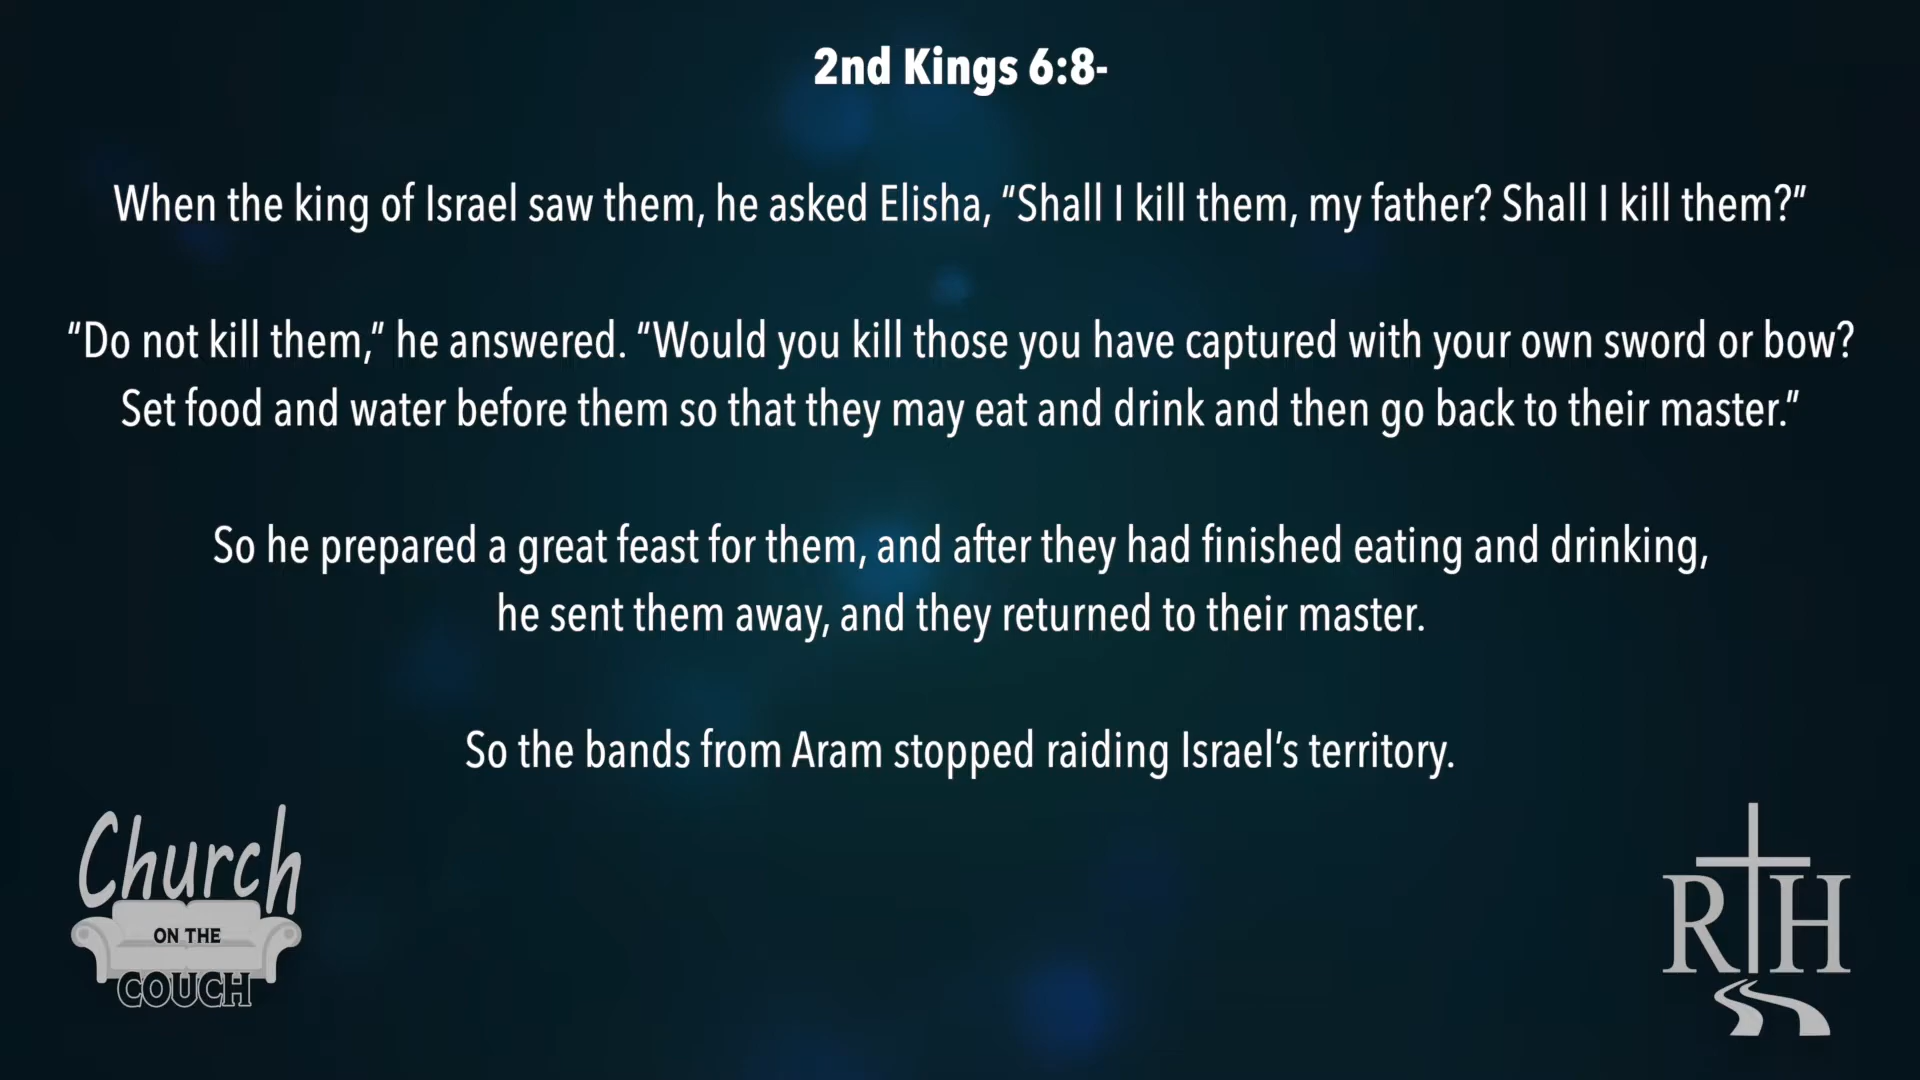 2nd Kings 6:8-
When the king of Israel saw them, he asked Elisha, “Shall I kill them, my father? Shall I kill them?”
“Do not kill them,” he answered. “Would you kill those you have captured with your own sword or bow?
Set food and water before them so that they may eat and drink and then go back to their master.”
So he prepared a great feast for them, and after they had finished eating and drinking,
he sent them away, and they returned to their master.
So the bands from Aram stopped raiding Israel’s territory.
Church
ON THE
COUCH
R H